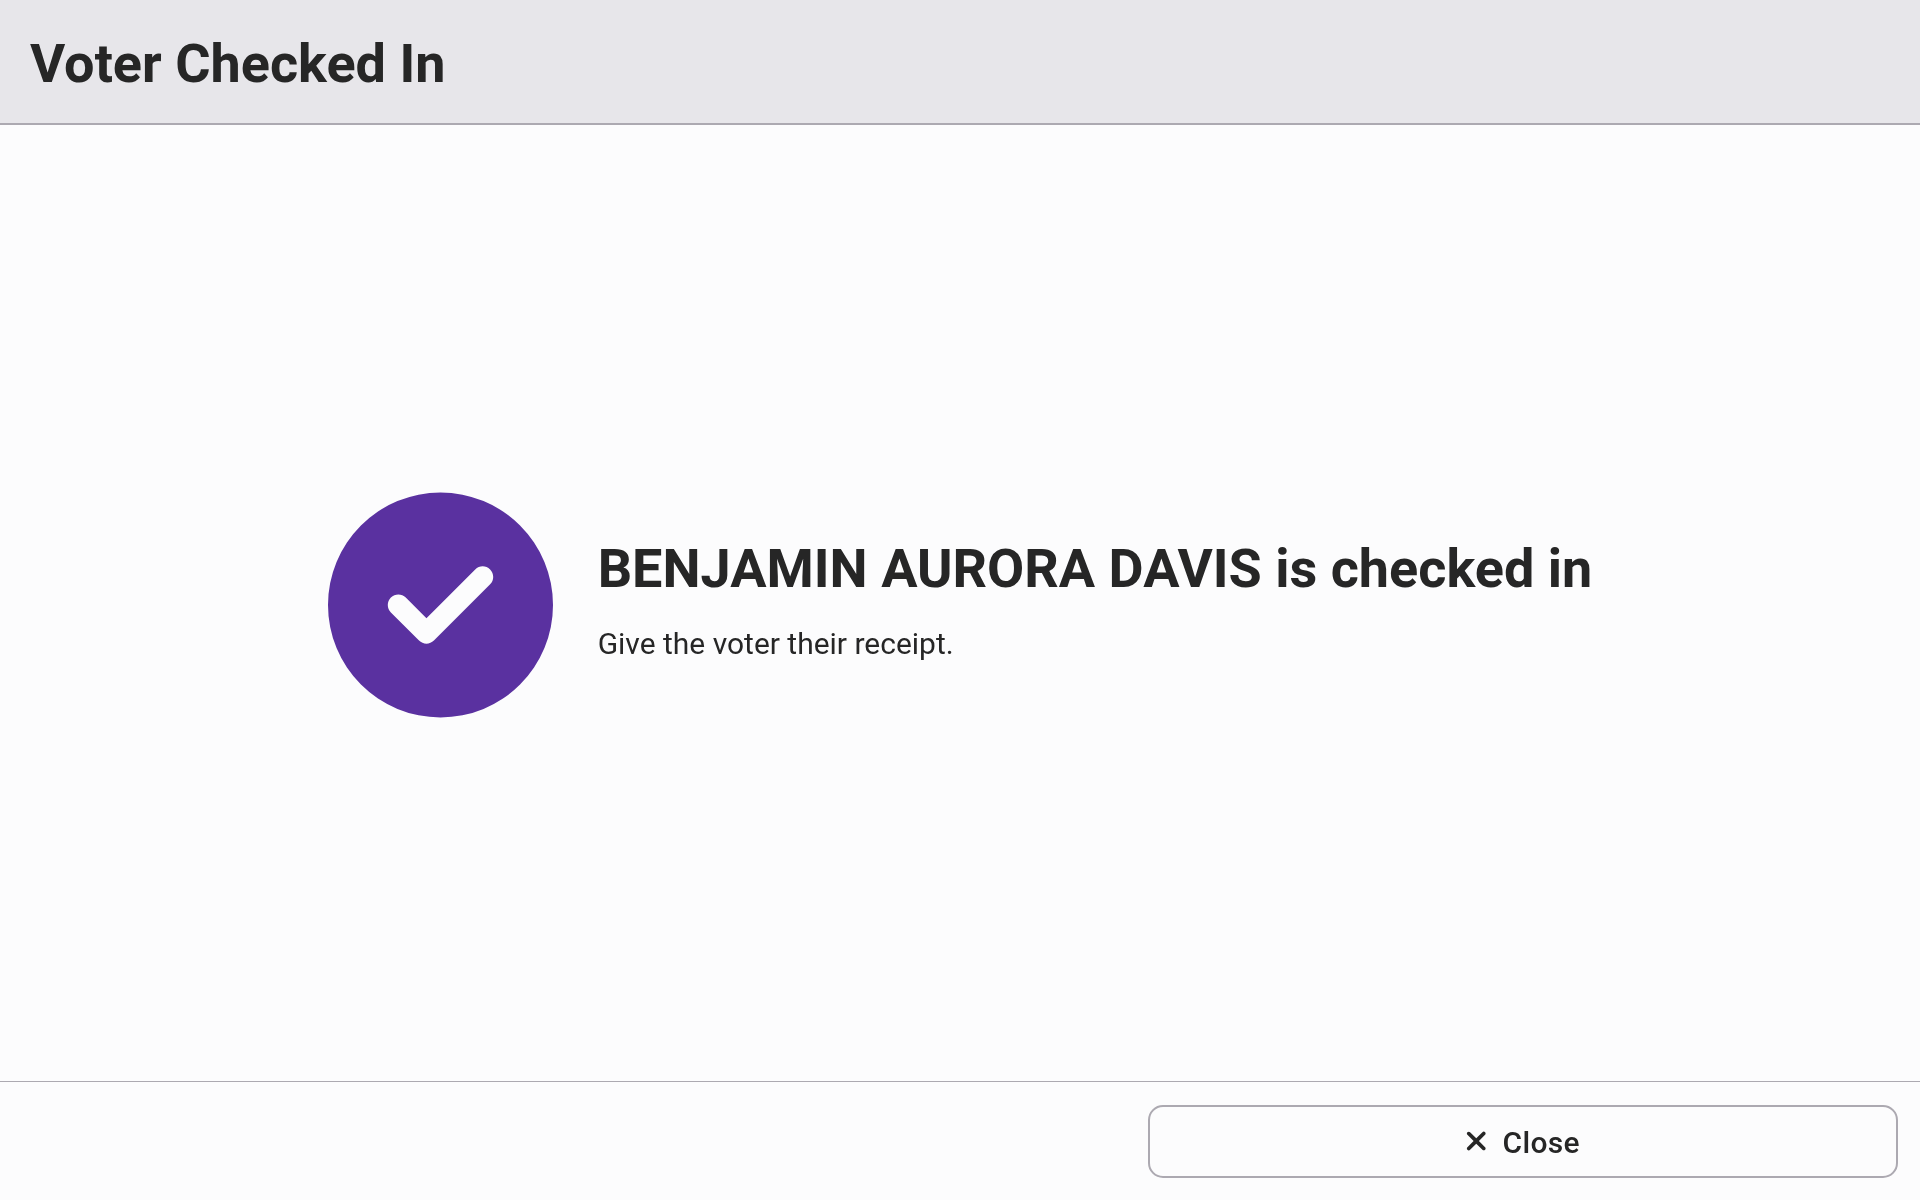 Voter Checked In
BENJAMIN AURORA DAVIS is checked in
Give the voter their receipt.
Close